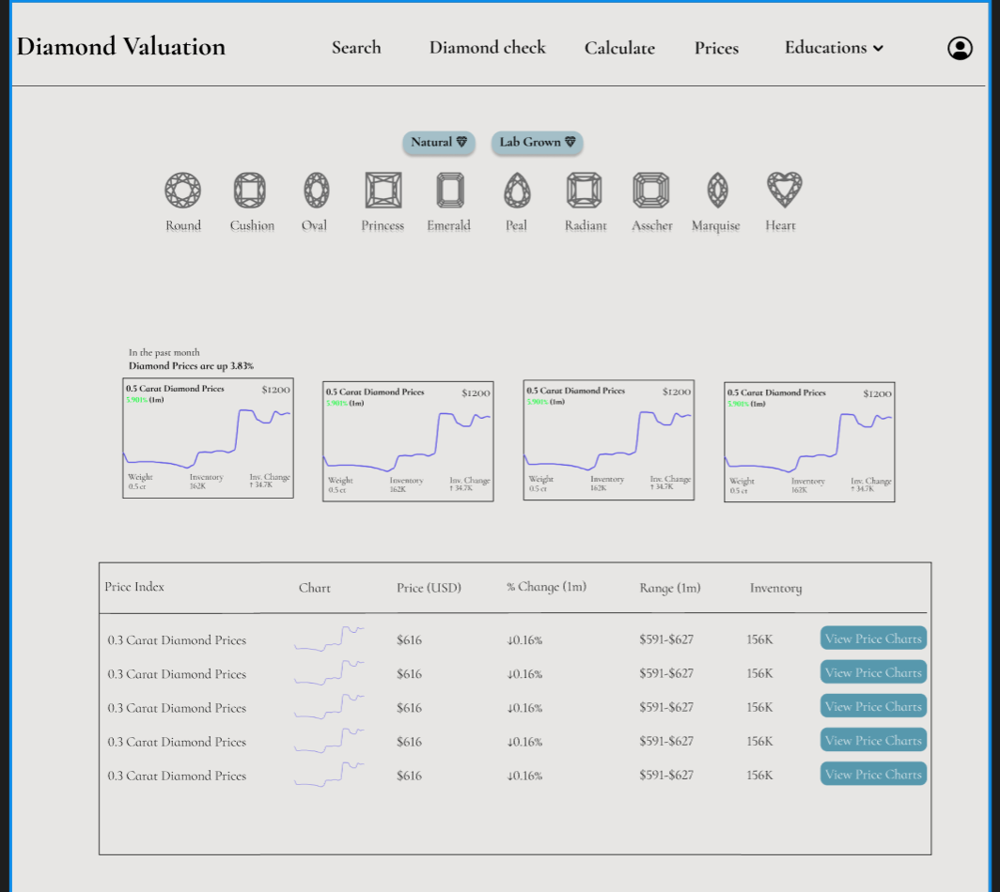 Diamond Valuation Search Diamond check Calculate Prices Educations
Natural Lab Grown
Round Cushion Oval Princess Emerald Peal Radiant Asscher Marquise Heart
In the past month
Diamond Prices are up 3.83%
0.5 Carat Diamond Prices $1200
5.901% (1m)
Weight Inventory Inv. Change
0.5 ct 162K ↑ 34.7K
0.5 Carat Diamond Prices $1200
5.901% (1m)
Weight Inventory Inv. Change
0.5 ct 162K ↑ 34.7K
0.5 Carat Diamond Prices $1200
5.901% (1m)
Weight Inventory Inv. Change
0.5 ct 162K ↑ 34.7K
0.5 Carat Diamond Prices $1200
5.901% (1m)
Weight Inventory Inv. Change
0.5 ct 162K ↑ 34.7K
Price Index Chart Price (USD) % Change (1m) Range (1m) Inventory
0.3 Carat Diamond Prices $616 ↓0.16% $591-$627 156K View Price Charts
0.3 Carat Diamond Prices $616 ↓0.16% $591-$627 156K View Price Charts
0.3 Carat Diamond Prices $616 ↓0.16% $591-$627 156K View Price Charts
0.3 Carat Diamond Prices $616 ↓0.16% $591-$627 156K View Price Charts
0.3 Carat Diamond Prices $616 ↓0.16% $591-$627 156K View Price Charts